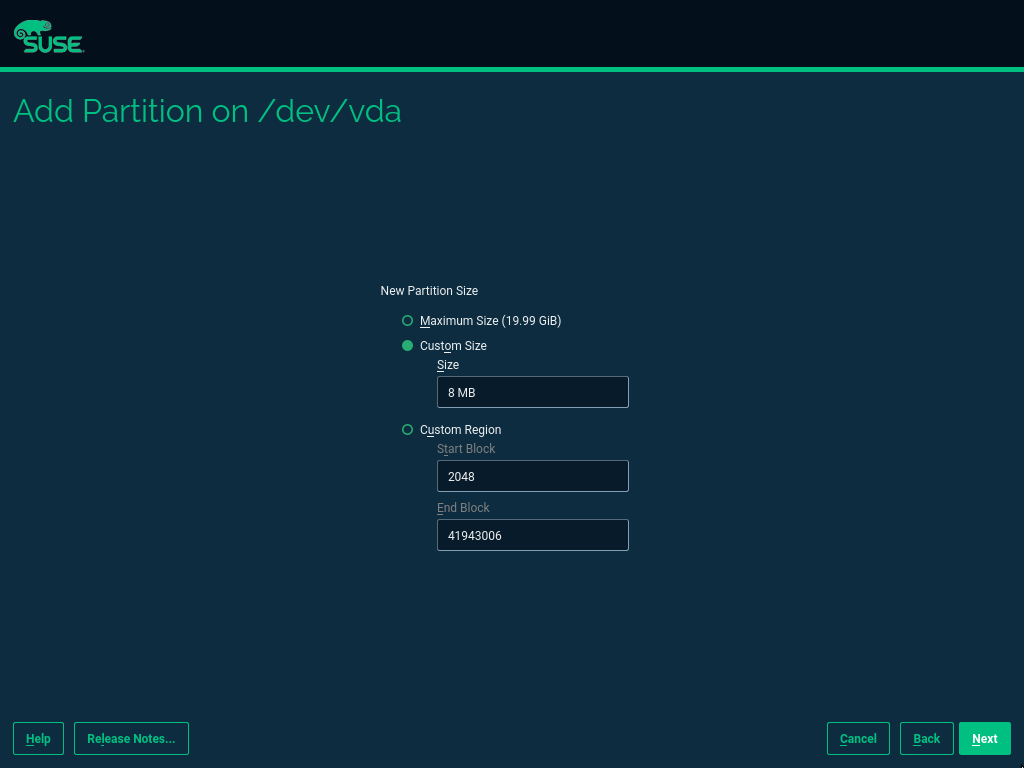 SUSE
Add Partition on /dev/vda
New Partition Size
Maximum Size (19.99 GiB)
Custom Size
Size
8 MB
Custom Region
Start Block
2048
End Block
41943006
Help Release Notes... Cancel Back Next